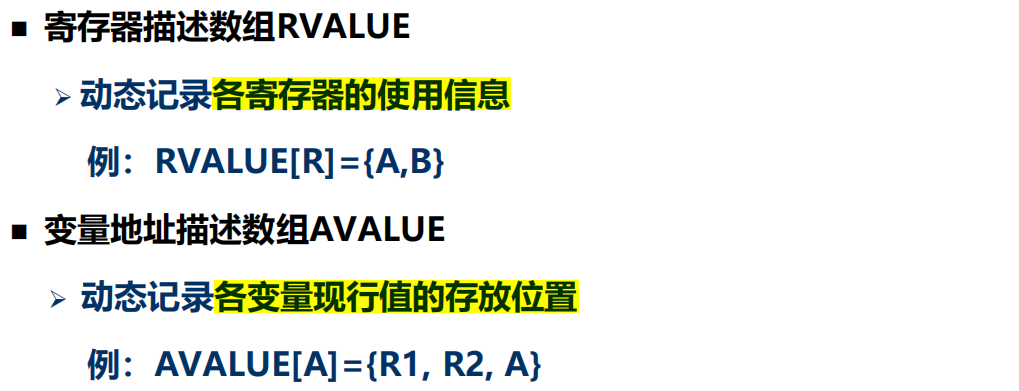 ■ 寄存器描述数组RVALUE
➢ 动态记录各寄存器的使用信息
例：RVALUE[R]={A,B}
■ 变量地址描述数组AVALUE
➢ 动态记录各变量现行值的存放位置
例：AVALUE[A]={R1, R2, A}